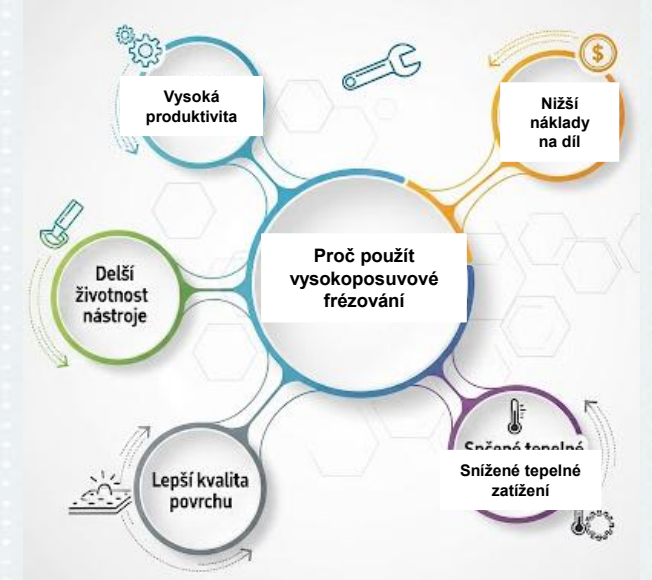 Vysoká
produktivita
$
Nižší
náklady
na díl
Proč použít
vysokoposuvové
frézování
Delší
životnost
nástroje
tepelné
Snížené tepelné
zatížení
Lepší kvalita
povrchu